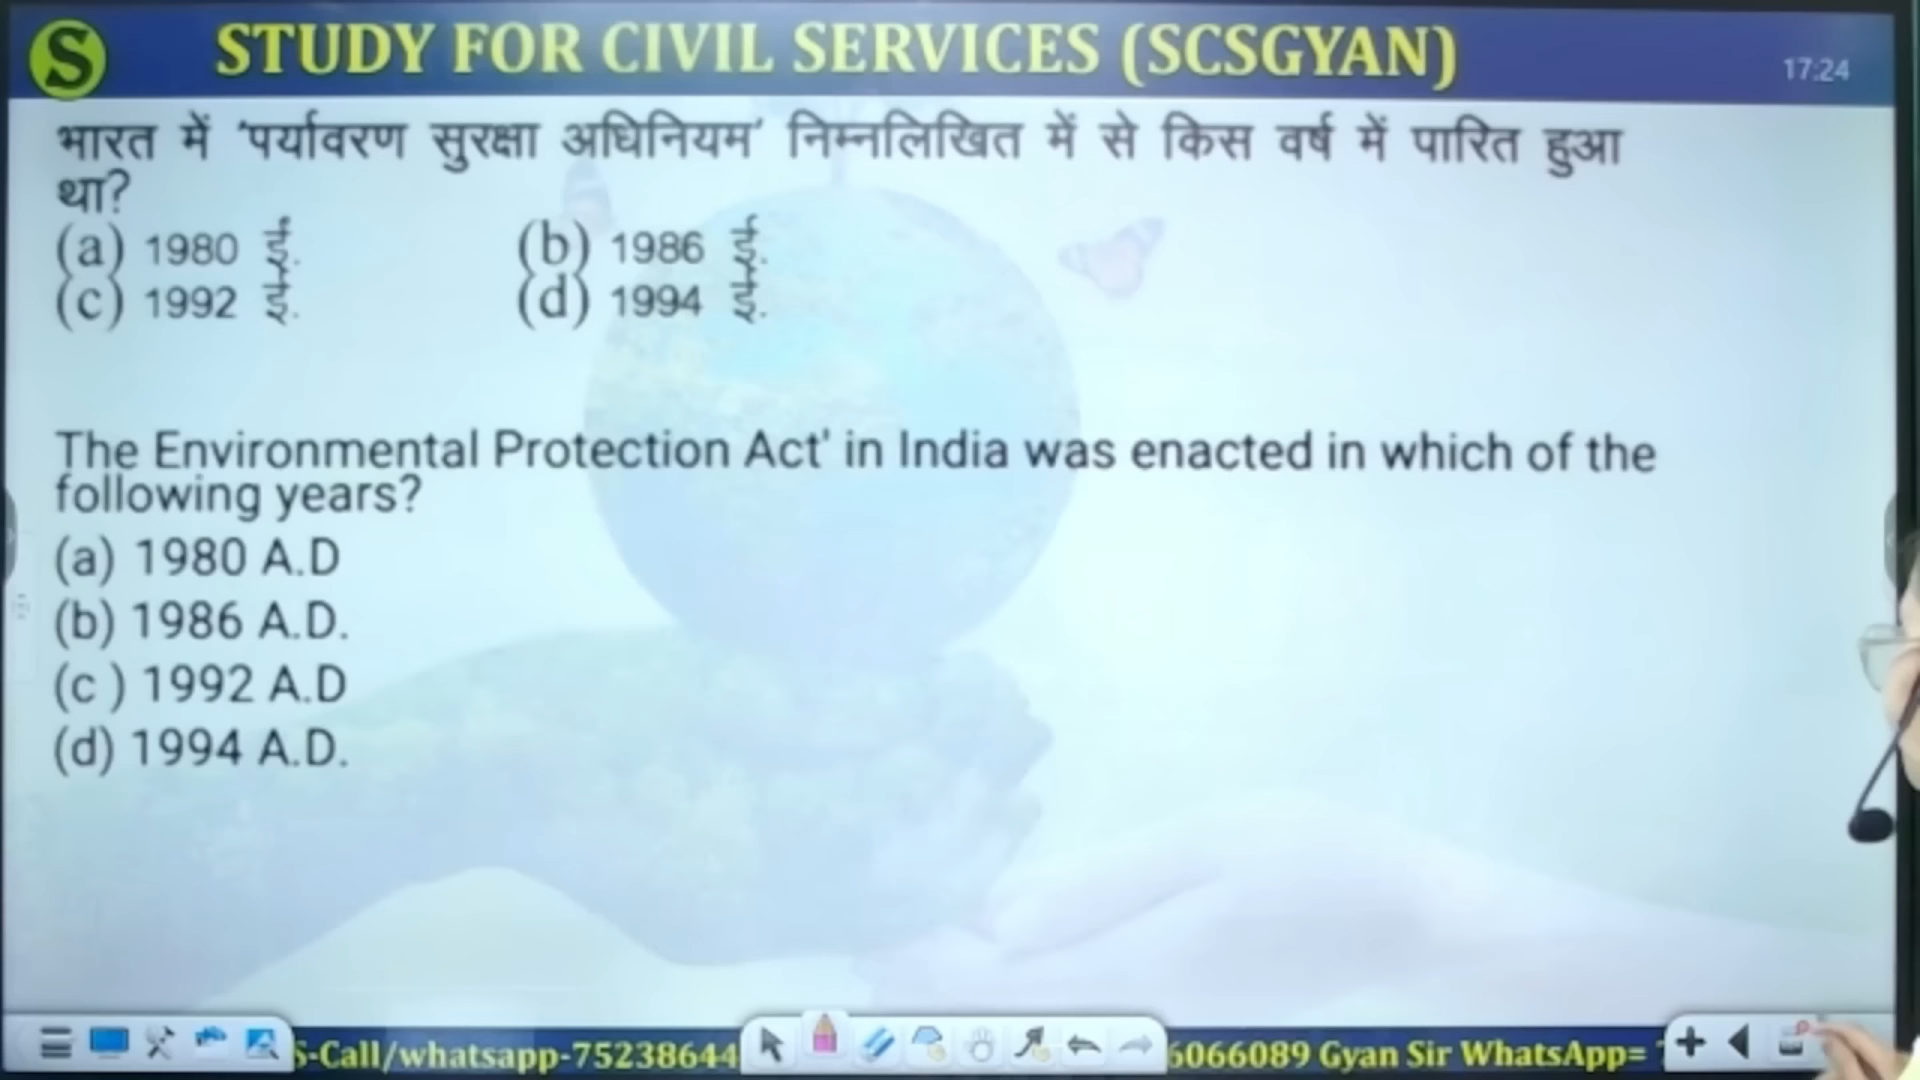 S
STUDY FOR CIVIL SERVICES (SCSGYAN)
17:24
भारत में 'पर्यावरण सुरक्षा अधिनियम' निम्नलिखित में से किस वर्ष में पारित हुआ
था?
(a) 1980 ई. (b) 1986 ई.
(c) 1992 ई. (d) 1994 ई.
The Environmental Protection Act' in India was enacted in which of the
following years?
(a) 1980 A.D
(b) 1986 A.D.
(c ) 1992 A.D
(d) 1994 A.D.
S-Call/whatsapp-75238644 6066089 Gyan Sir WhatsApp=